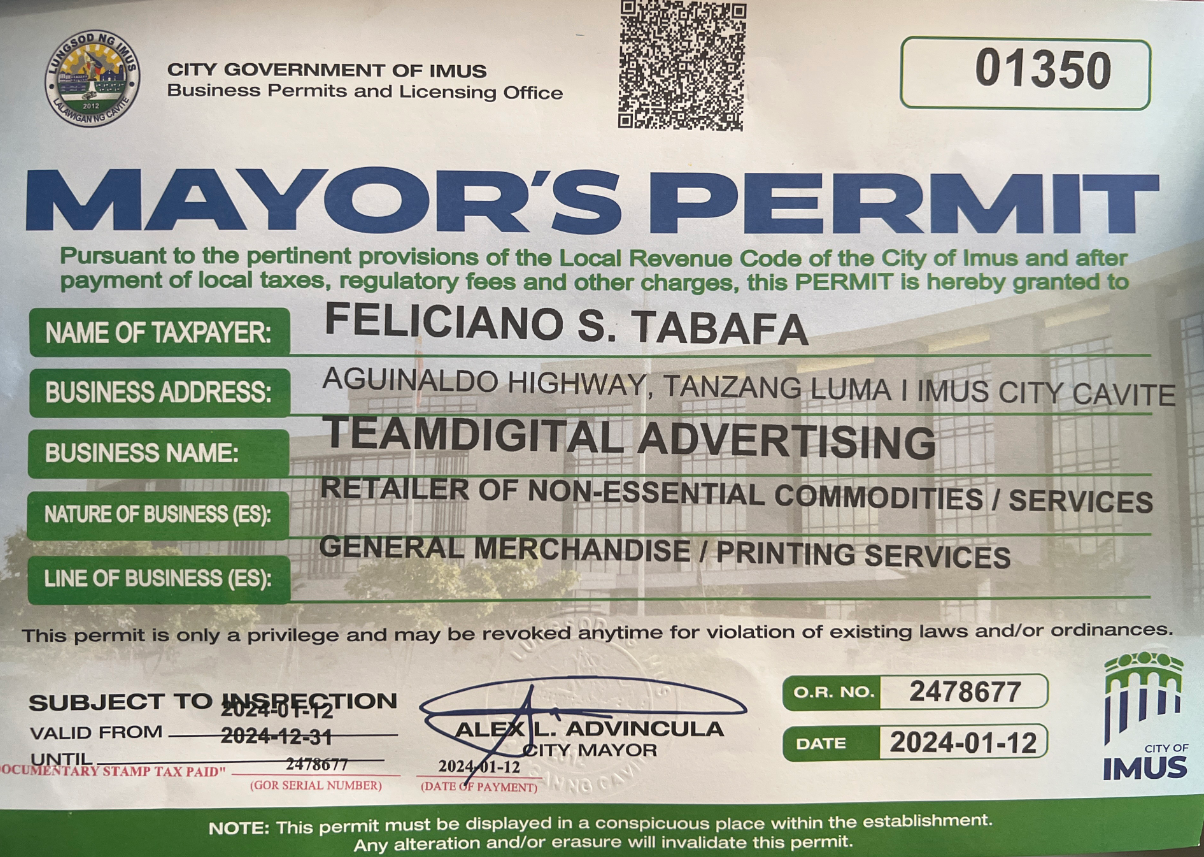 LUNGSOD NG IMUS
2012
LALAWIGAN NG CAVITE
CITY GOVERNMENT OF IMUS
Business Permits and Licensing Office
01350
MAYOR'S PERMIT
Pursuant to the pertinent provisions of the Local Revenue Code of the City of Imus and after
payment of local taxes, regulatory fees and other charges, this PERMIT is hereby granted to
NAME OF TAXPAYER: FELICIANO S. TABAFA
BUSINESS ADDRESS: AGUINALDO HIGHWAY, TANZANG LUMA I IMUS CITY CAVITE
BUSINESS NAME: TEAMDIGITAL ADVERTISING
NATURE OF BUSINESS (ES): RETAILER OF NON-ESSENTIAL COMMODITIES / SERVICES
LINE OF BUSINESS (ES): GENERAL MERCHANDISE / PRINTING SERVICES
This permit is only a privilege and may be revoked anytime for violation of existing laws and/or ordinances.
SUBJECT TO INSPECTION
VALID FROM 2024-01-12
UNTIL 2024-12-31
OCUMENTARY STAMP TAX PAID" 2478677 2024-01-12
(GOR SERIAL NUMBER) (DATE OF PAYMENT)
ALEX L. ADVINCULA
CITY MAYOR
O.R. NO. 2478677
DATE 2024-01-12
CITY OF
IMUS
NOTE: This permit must be displayed in a conspicuous place within the establishment.
Any alteration and/or erasure will invalidate this permit.